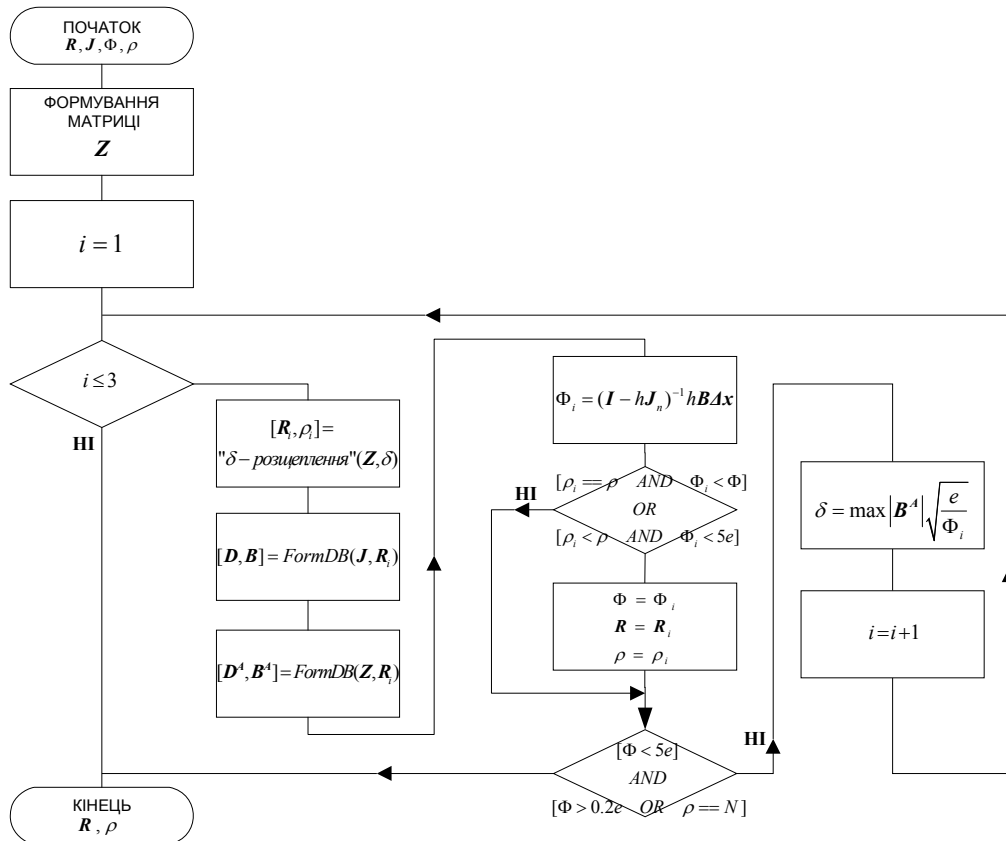 ПОЧАТОК
R, J, Φ, ρ
ФОРМУВАННЯ
МАТРИЦІ
Z
i = 1
i ≤ 3
НІ
[R_i, ρ_i] =
"δ – розщеплення"(Z, δ)
[D, B] = FormDB(J, R_i)
[D^A, B^A] = FormDB(Z, R_i)
Φ_i = (I − hJ_n)^{−1} hBΔx
[ρ_i == ρ AND Φ_i < Φ]
OR
[ρ_i < ρ AND Φ_i < 5e]
НІ
Φ = Φ_i
R = R_i
ρ = ρ_i
[Φ < 5e]
AND
[Φ > 0.2e OR ρ == N]
НІ
δ = max|B^A| √(e/Φ_i)
i = i+1
КІНЕЦЬ
R, ρ